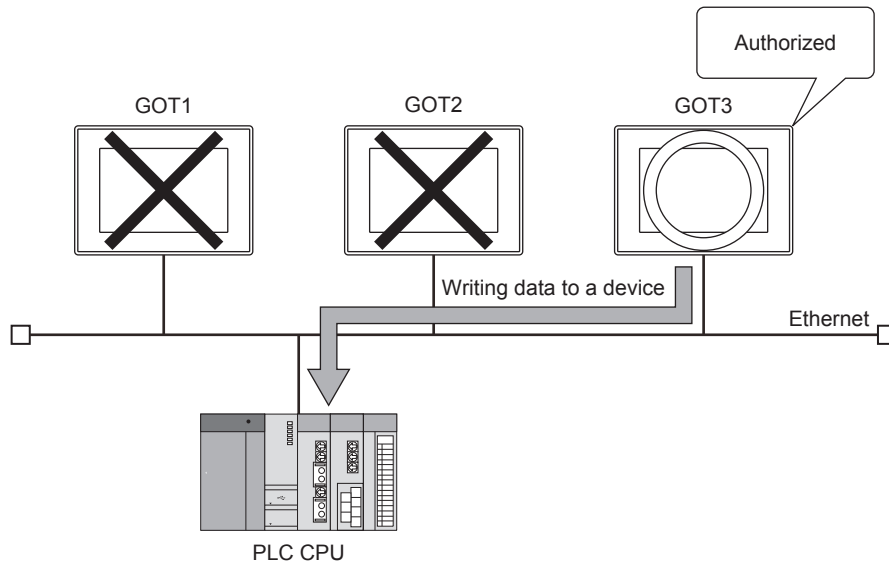 Authorized
GOT1
GOT2
GOT3
Writing data to a device
Ethernet
PLC CPU